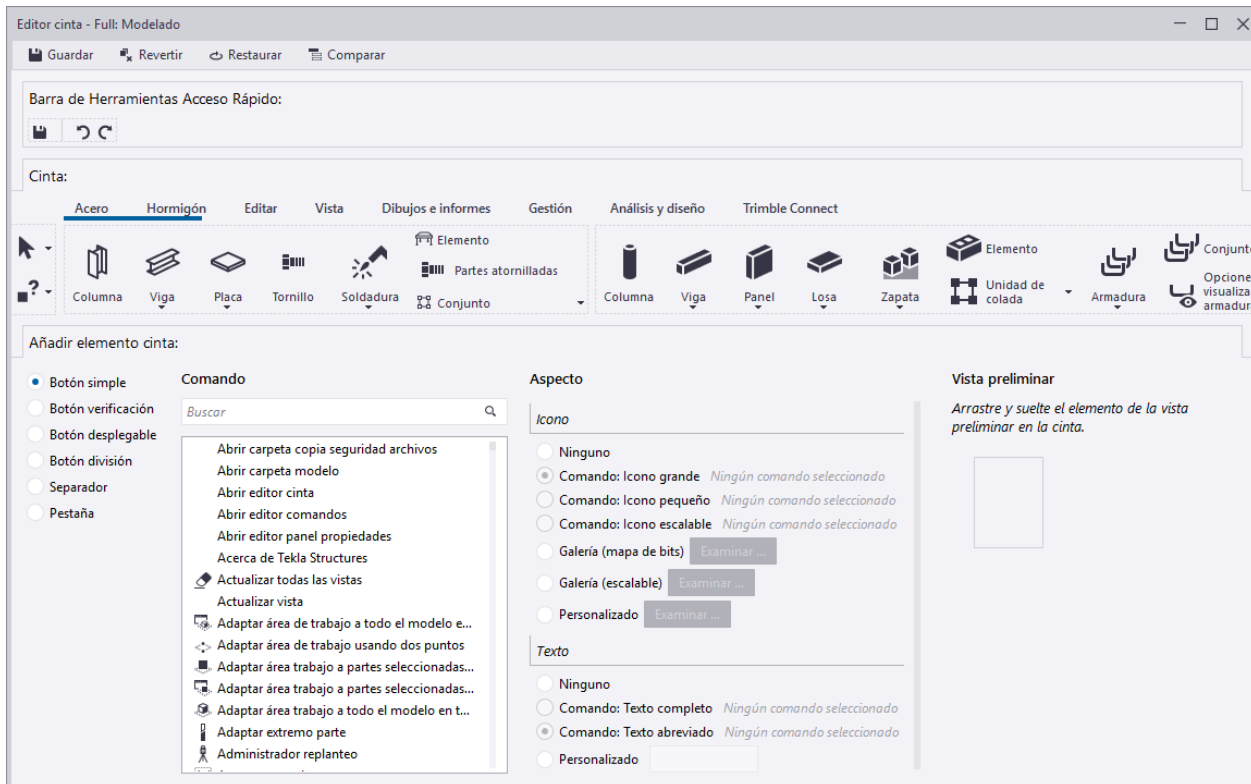 Editor cinta - Full: Modelado
Guardar Revertir Restaurar Comparar
Barra de Herramientas Acceso Rápido:
Cinta:
Acero Hormigón Editar Vista Dibujos e informes Gestión Análisis y diseño Trimble Connect
Columna Viga Placa Tornillo Soldadura
Elemento
Partes atornilladas
Conjunto
Columna Viga Panel Losa Zapata
Elemento
Unidad de
colada
Armadura
Conjunto
Opcione
visualiza
armadur
Añadir elemento cinta:
Botón simple
Botón verificación
Botón desplegable
Botón división
Separador
Pestaña
Comando
Buscar
Abrir carpeta copia seguridad archivos
Abrir carpeta modelo
Abrir editor cinta
Abrir editor comandos
Abrir editor panel propiedades
Acerca de Tekla Structures
Actualizar todas las vistas
Actualizar vista
Adaptar área de trabajo a todo el modelo e...
Adaptar área de trabajo usando dos puntos
Adaptar área trabajo a partes seleccionadas...
Adaptar área trabajo a partes seleccionadas...
Adaptar área trabajo a todo el modelo en t...
Adaptar extremo parte
Administrador replanteo
Aspecto
Icono
Ninguno
Comando: Icono grande Ningún comando seleccionado
Comando: Icono pequeño Ningún comando seleccionado
Comando: Icono escalable Ningún comando seleccionado
Galería (mapa de bits) Examinar ...
Galería (escalable) Examinar ...
Personalizado Examinar ...
Texto
Ninguno
Comando: Texto completo Ningún comando seleccionado
Comando: Texto abreviado Ningún comando seleccionado
Personalizado
Vista preliminar
Arrastre y suelte el elemento de la vista
preliminar en la cinta.